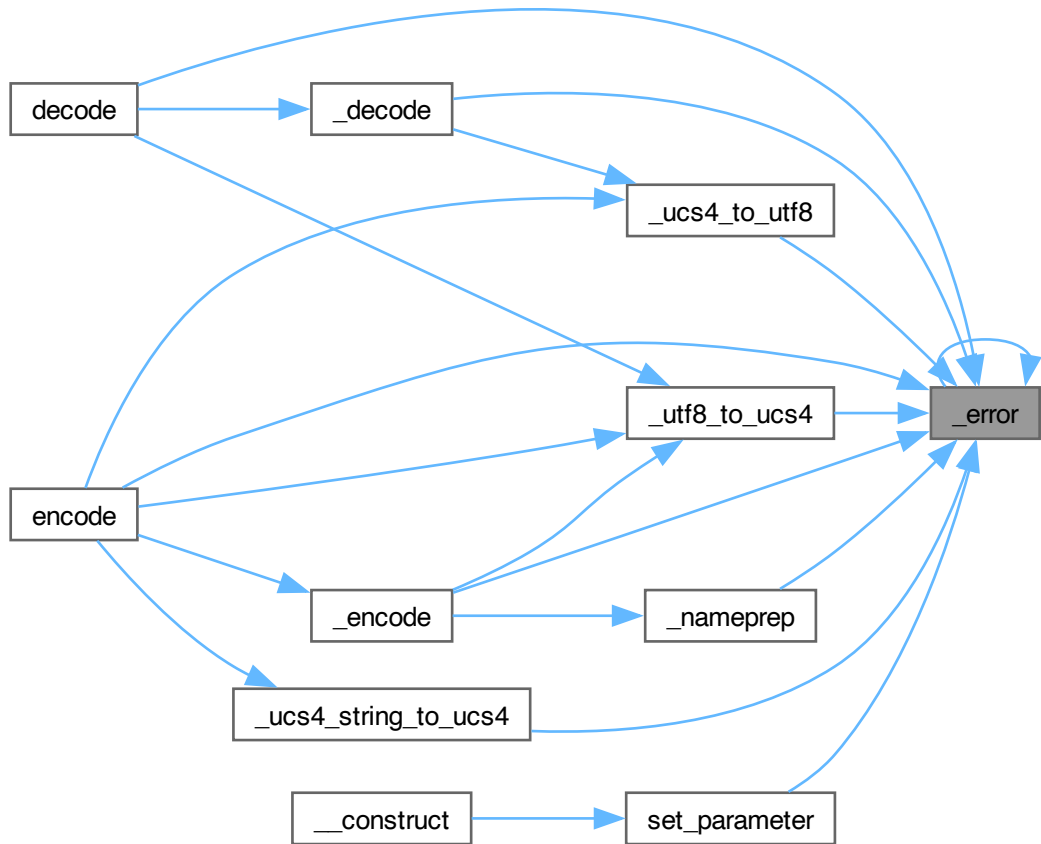 decode
_decode
_ucs4_to_utf8
_utf8_to_ucs4
_error
encode
_encode
_nameprep
_ucs4_string_to_ucs4
__construct
set_parameter